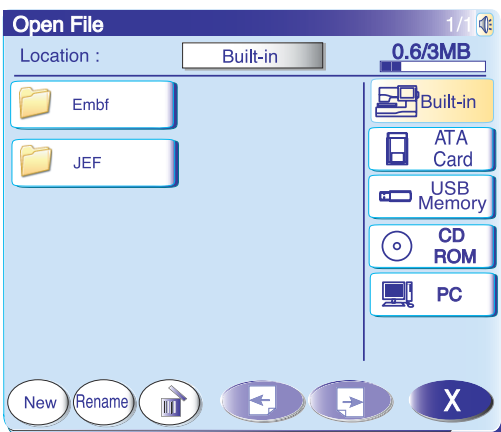 Open File 1/1
Location : Built-in 0.6/3MB
Embf
JEF
Built-in
ATA
Card
USB
Memory
CD
ROM
PC
New Rename X